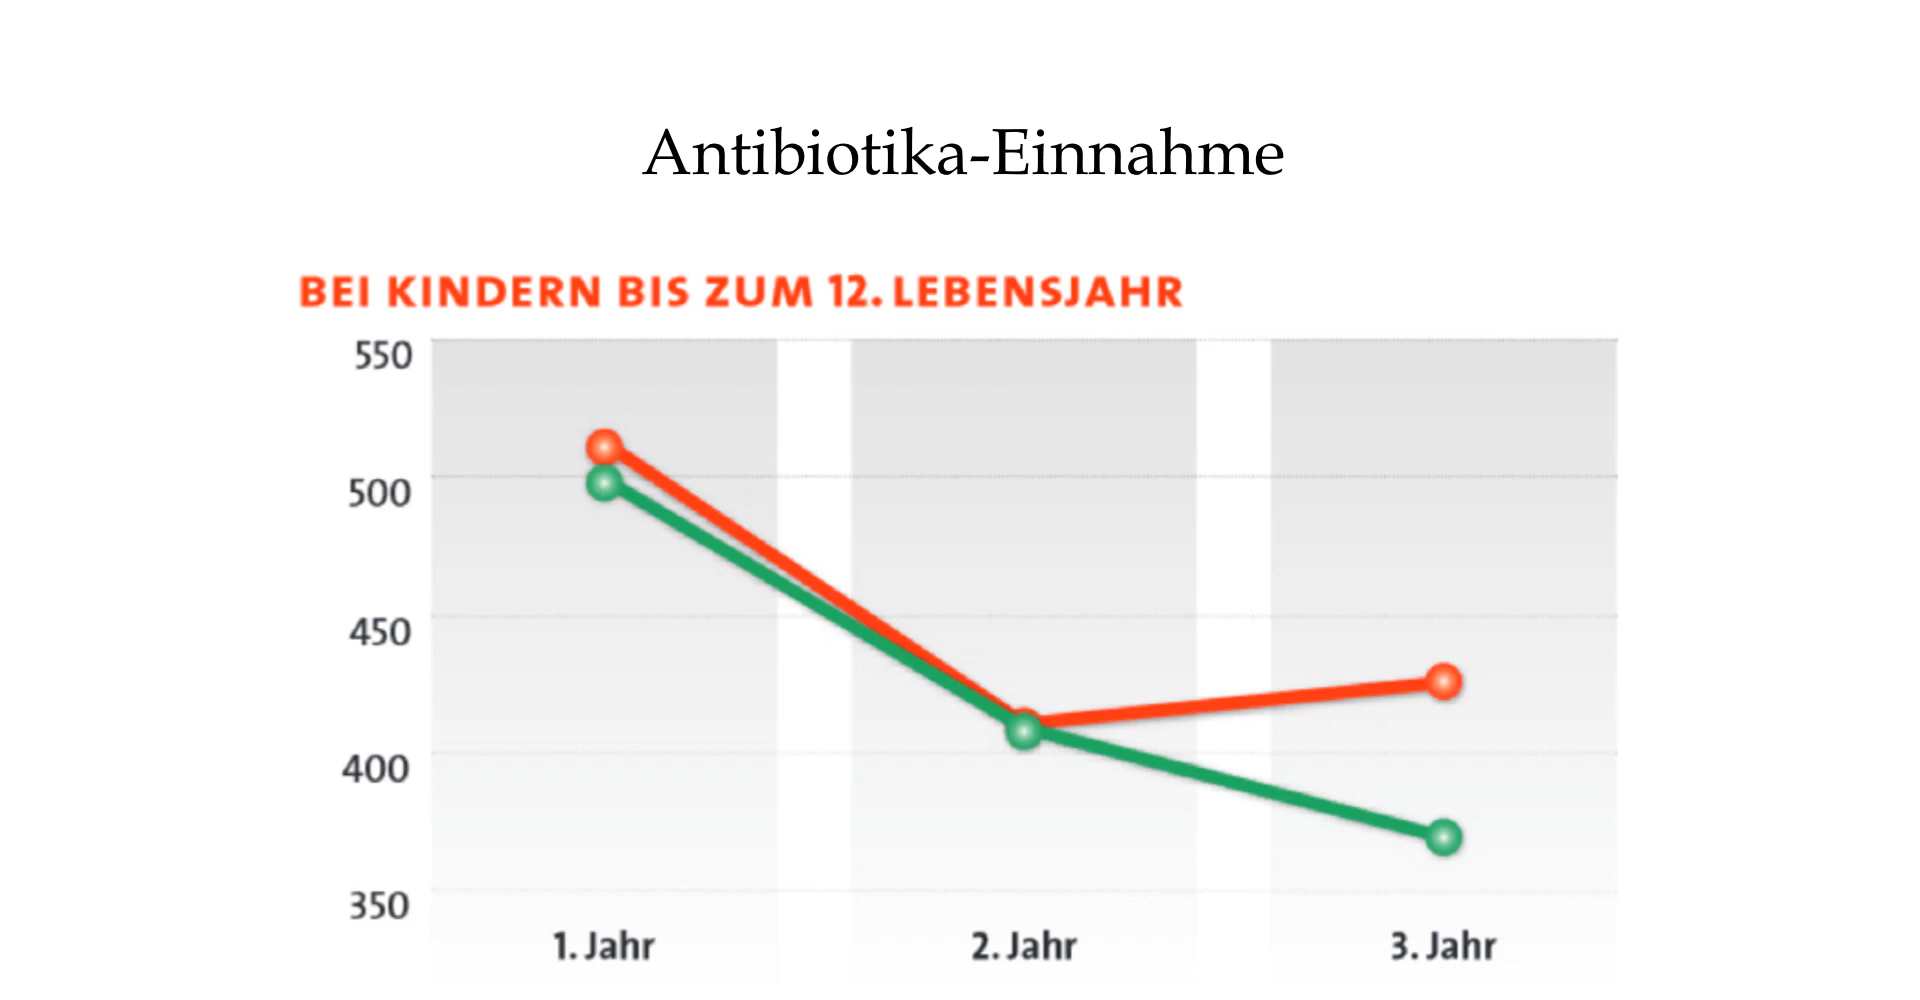 Antibiotika-Einnahme
BEI KINDERN BIS ZUM 12. LEBENSJAHR
550
500
450
400
350
1. Jahr 2. Jahr 3. Jahr